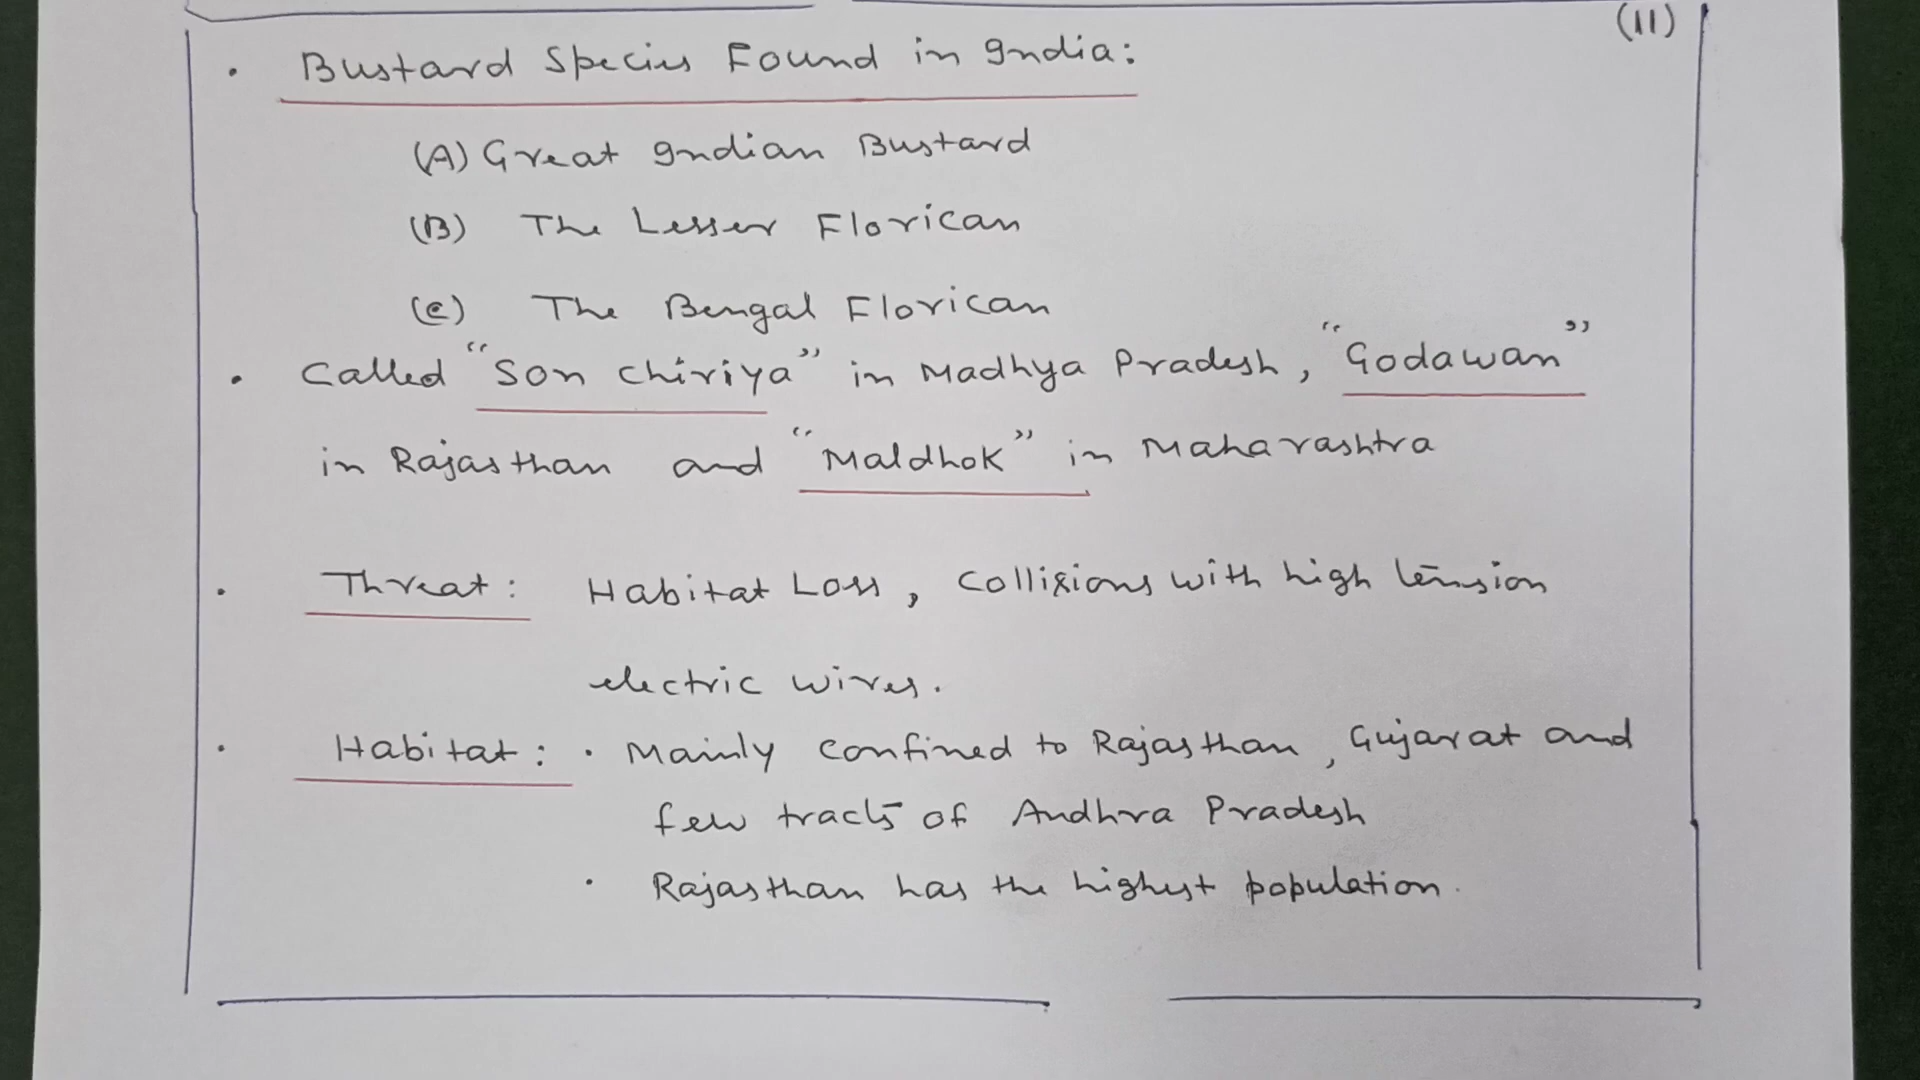 (11)
• Bustard Species Found in India:
(A) Great Indian Bustard
(B) The Lesser Florican
(C) The Bengal Florican
• Called "Son chiriya" in Madhya Pradesh, "Godawan"
in Rajasthan and "Maldhok" in Maharashtra
• Threat: Habitat Loss, Collisions with high tension
electric wires.
• Habitat: • Mainly confined to Rajasthan, Gujarat and
few tracts of Andhra Pradesh
• Rajasthan has the highest population.